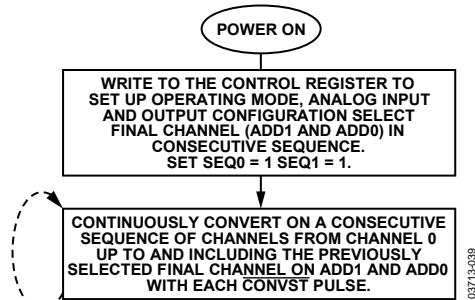 POWER ON
WRITE TO THE CONTROL REGISTER TO
SET UP OPERATING MODE, ANALOG INPUT
AND OUTPUT CONFIGURATION SELECT
FINAL CHANNEL (ADD1 AND ADD0) IN
CONSECUTIVE SEQUENCE.
SET SEQ0 = 1 SEQ1 = 1.
CONTINUOUSLY CONVERT ON A CONSECUTIVE
SEQUENCE OF CHANNELS FROM CHANNEL 0
UP TO AND INCLUDING THE PREVIOUSLY
SELECTED FINAL CHANNEL ON ADD1 AND ADD0
WITH EACH CONVST PULSE.
03713-039